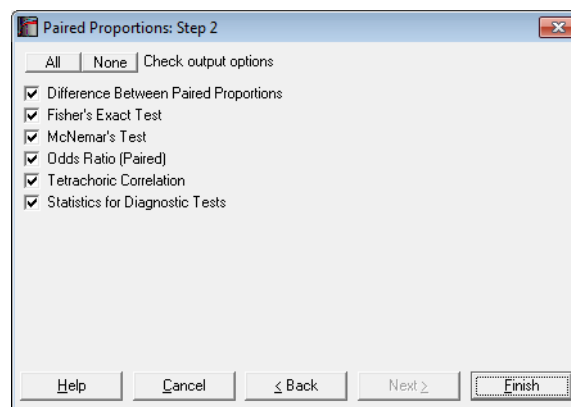 Paired Proportions: Step 2
All None Check output options
Difference Between Paired Proportions
Fisher's Exact Test
McNemar's Test
Odds Ratio (Paired)
Tetrachoric Correlation
Statistics for Diagnostic Tests
Help Cancel < Back Next > Finish